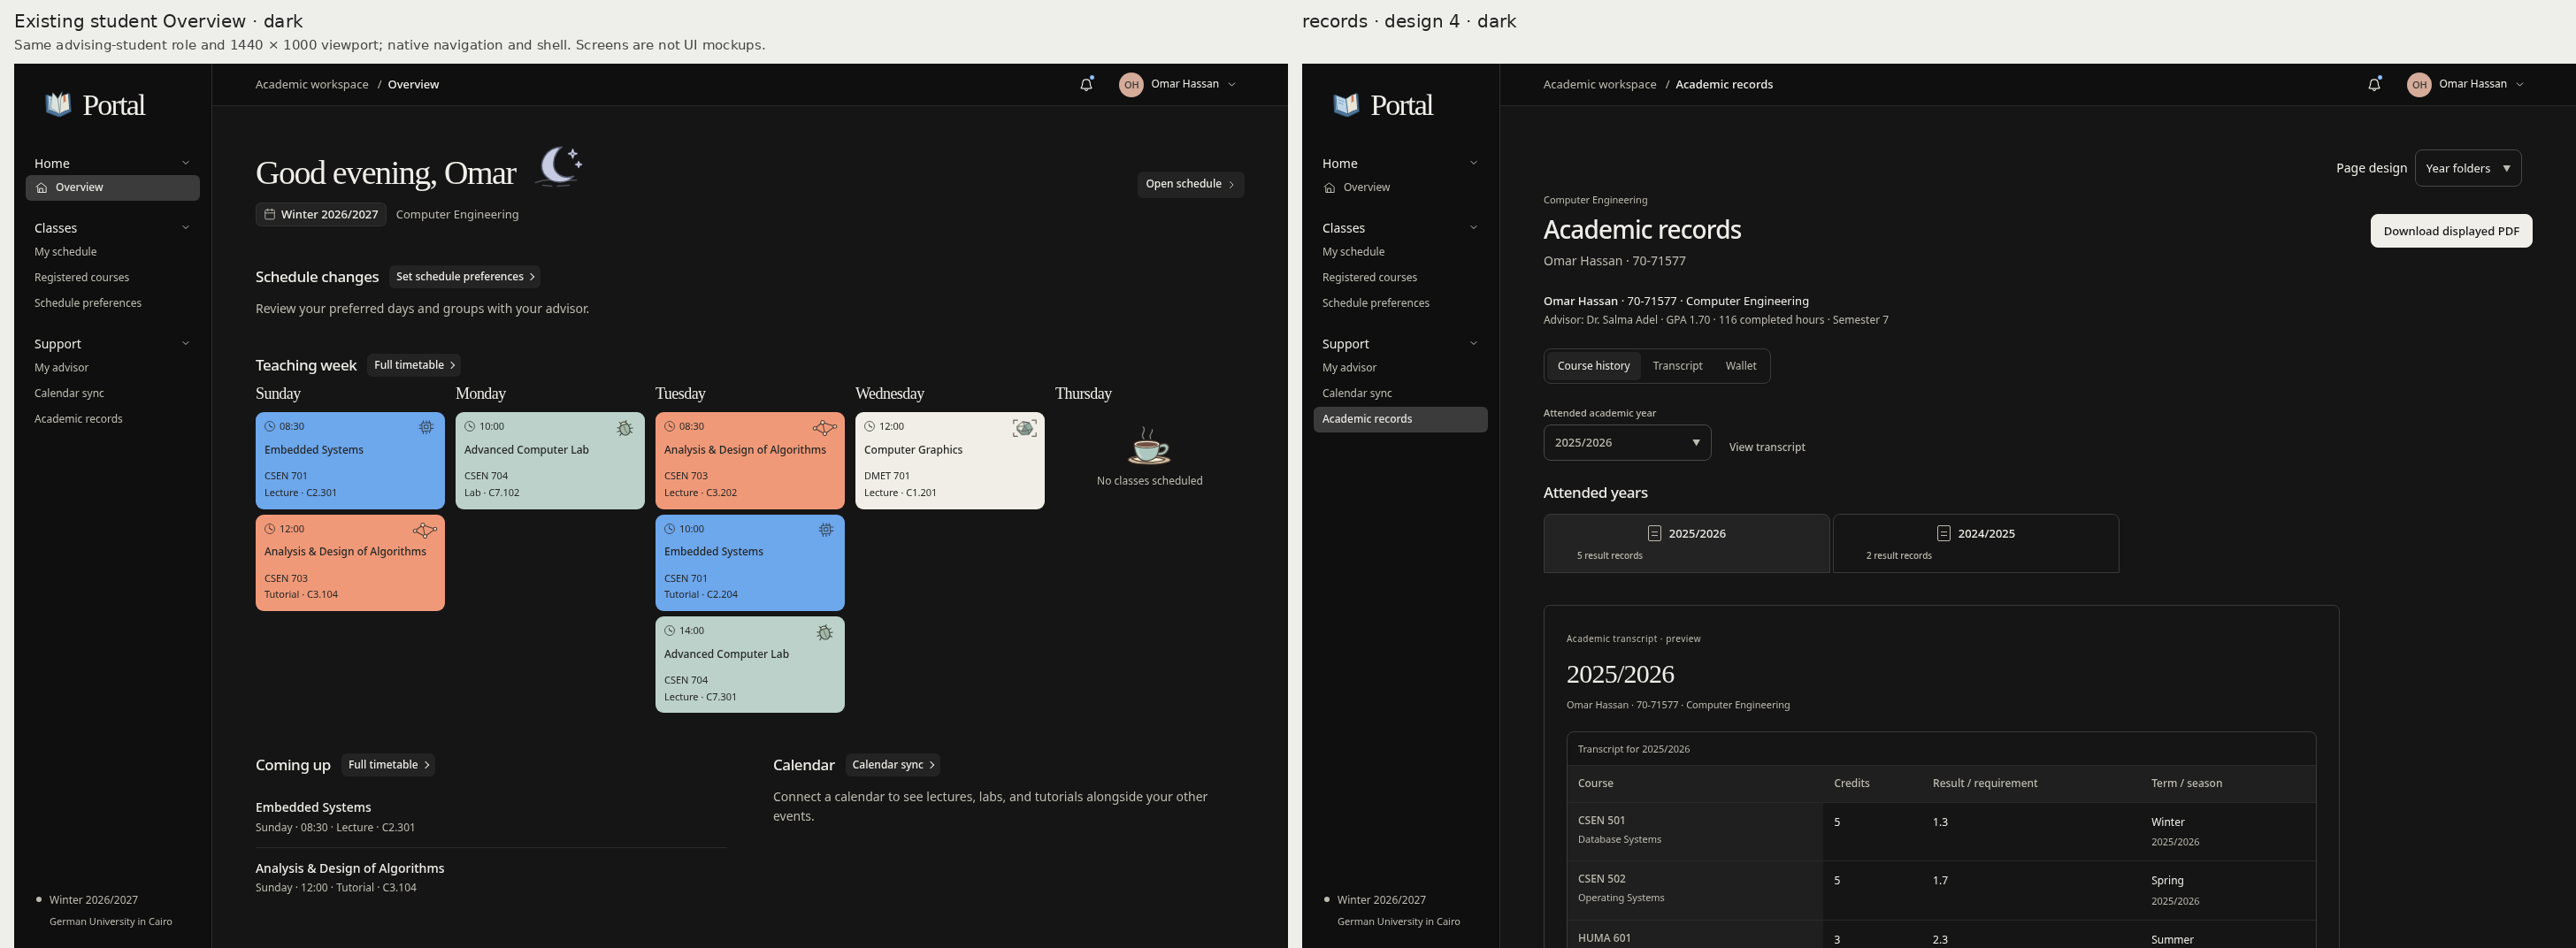 Existing student Overview · dark
Same advising-student role and 1440 × 1000 viewport; native navigation and shell. Screens are not UI mockups.
Portal
Home
Overview
Classes
My schedule
Registered courses
Schedule preferences
Support
My advisor
Calendar sync
Academic records
Winter 2026/2027
German University in Cairo
Academic workspace / Overview
OH Omar Hassan
Good evening, Omar
Open schedule
Winter 2026/2027 Computer Engineering
Schedule changes Set schedule preferences
Review your preferred days and groups with your advisor.
Teaching week Full timetable
Sunday
08:30
Embedded Systems
CSEN 701
Lecture · C2.301
12:00
Analysis & Design of Algorithms
CSEN 703
Tutorial · C3.104
Monday
10:00
Advanced Computer Lab
CSEN 704
Lab · C7.102
Tuesday
08:30
Analysis & Design of Algorithms
CSEN 703
Lecture · C3.202
10:00
Embedded Systems
CSEN 701
Tutorial · C2.204
14:00
Advanced Computer Lab
CSEN 704
Lecture · C7.301
Wednesday
12:00
Computer Graphics
DMET 701
Lecture · C1.201
Thursday
No classes scheduled
Coming up Full timetable
Embedded Systems
Sunday · 08:30 · Lecture · C2.301
Analysis & Design of Algorithms
Sunday · 12:00 · Tutorial · C3.104
Calendar Calendar sync
Connect a calendar to see lectures, labs, and tutorials alongside your other
events.
records · design 4 · dark
Portal
Home
Overview
Classes
My schedule
Registered courses
Schedule preferences
Support
My advisor
Calendar sync
Academic records
Winter 2026/2027
German University in Cairo
Academic workspace / Academic records
OH Omar Hassan
Page design Year folders
Computer Engineering
Academic records
Download displayed PDF
Omar Hassan · 70-71577
Omar Hassan · 70-71577 · Computer Engineering
Advisor: Dr. Salma Adel · GPA 1.70 · 116 completed hours · Semester 7
Course history Transcript Wallet
Attended academic year
2025/2026 View transcript
Attended years
2025/2026
5 result records
2024/2025
2 result records
Academic transcript · preview
2025/2026
Omar Hassan · 70-71577 · Computer Engineering
Transcript for 2025/2026
Course Credits Result / requirement Term / season
CSEN 501 5 1.3 Winter
Database Systems 2025/2026
CSEN 502 5 1.7 Spring
Operating Systems 2025/2026
HUMA 601 3 2.3 Summer